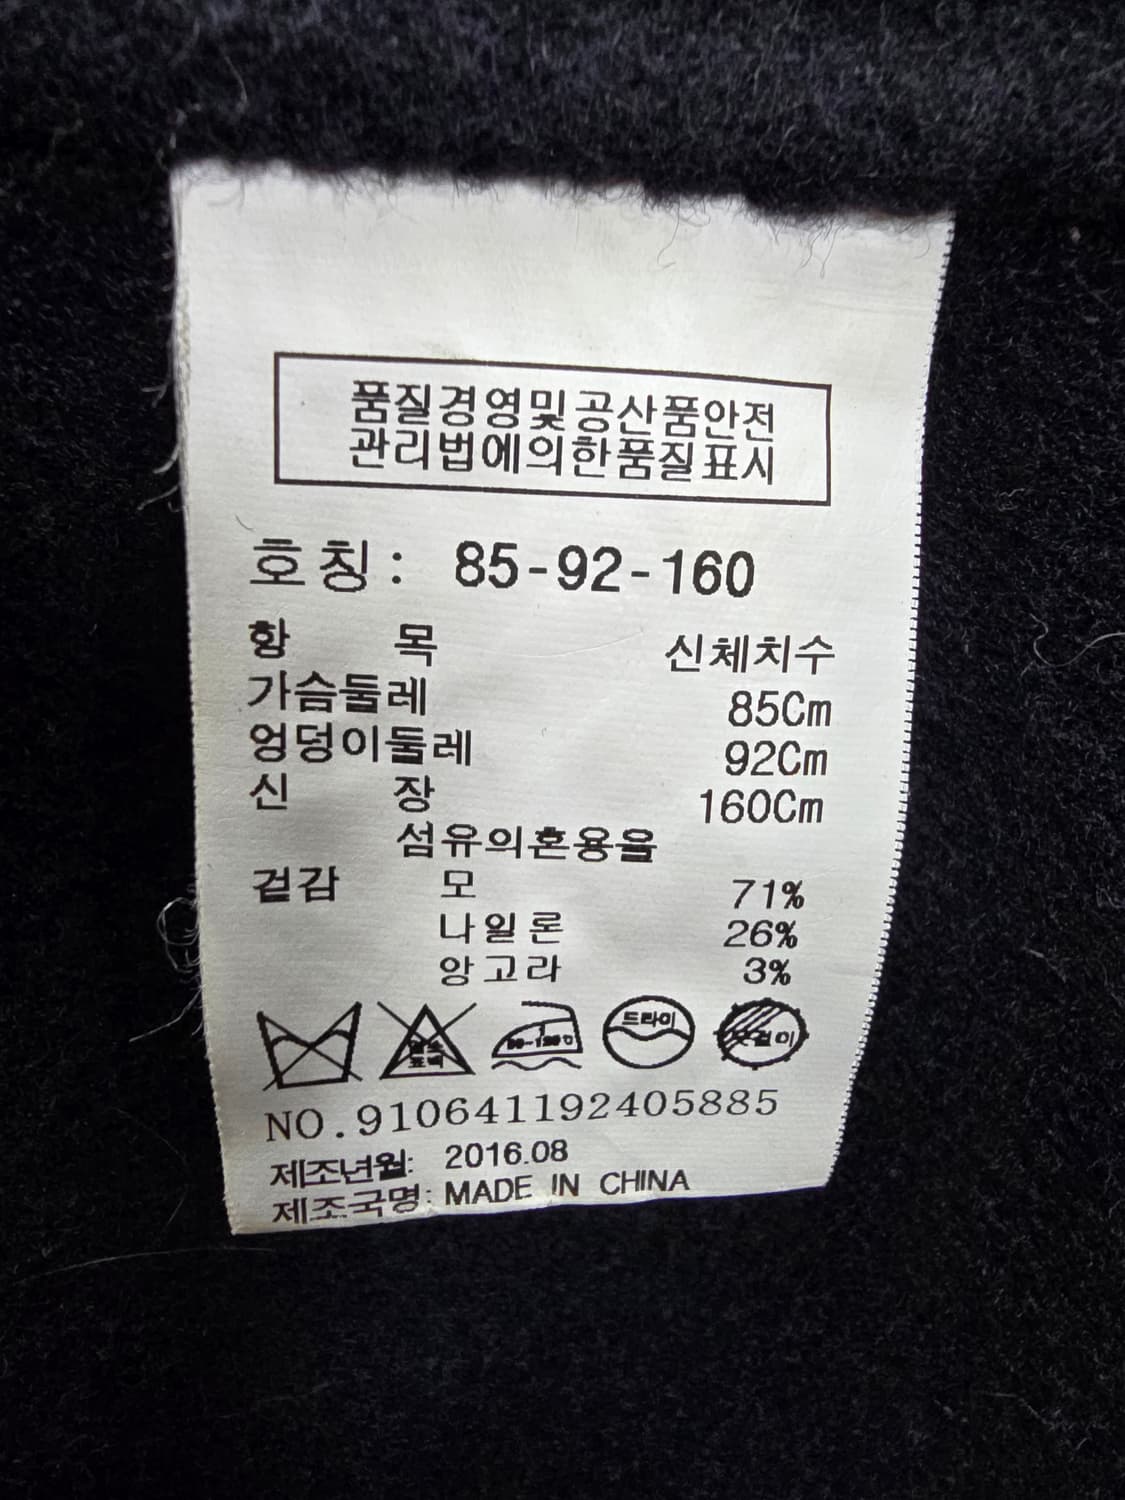 품질경영및공산품안전
관리법에의한품질표시
호칭: 85-92-160
항 목 신체치수
가슴둘레 85Cm
엉덩이둘레 92Cm
신 장 160Cm
섬유의혼용율
겉감 모 71%
나일론 26%
앙고라 3%
드라이
NO.910641192405885
제조년월: 2016.08
제조국명: MADE IN CHINA